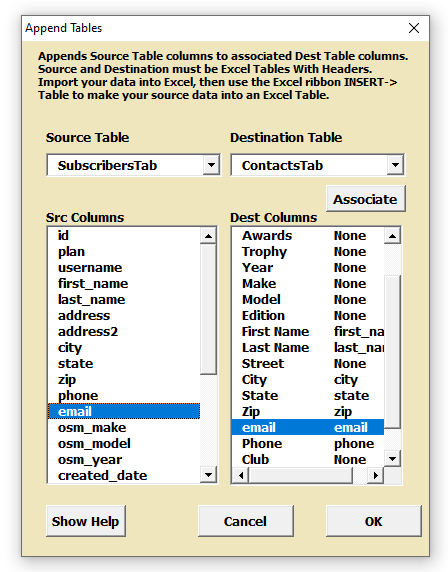 Append Tables
Appends Source Table columns to associated Dest Table columns.
Source and Destination must be Excel Tables With Headers.
Import your data into Excel, then use the Excel ribbon INSERT->
Table to make your source data into an Excel Table.
Source Table Destination Table
SubscribersTab ContactsTab
Associate
Src Columns Dest Columns
id Awards None
plan Trophy None
username Year None
first_name Make None
last_name Model None
address Edition None
address2 First Name first_na
city Last Name last_na
state Street None
zip City city
phone State state
email Zip zip
osm_make email email
osm_model Phone phone
osm_year Club None
created_date
Show Help Cancel OK